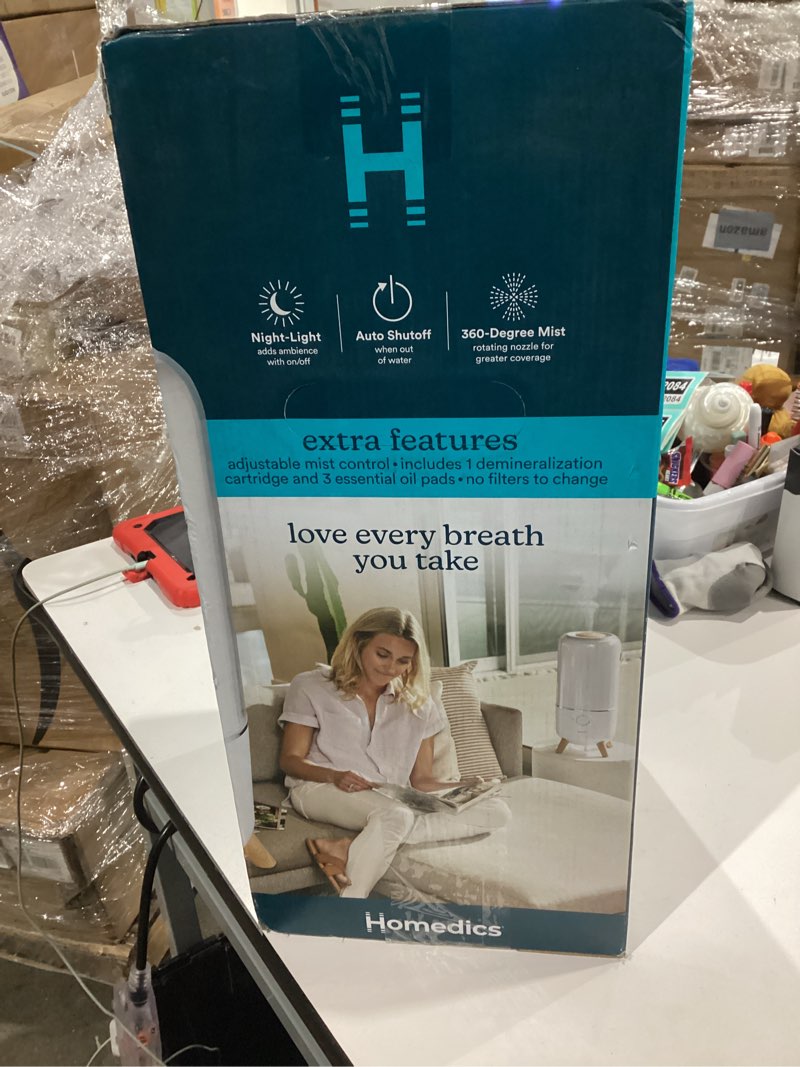 H
Night-Light
adds ambience
with on/off
Auto Shutoff
when out
of water
360-Degree Mist
rotating nozzle for
greater coverage
extra features
adjustable mist control • includes 1 demineralization
cartridge and 3 essential oil pads • no filters to change
love every breath
you take
Homedics
amazon
2084
2084